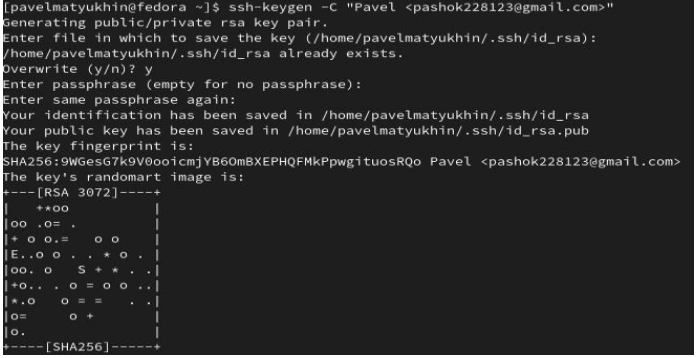 [pavelmatyukhin@fedora ~]$ ssh-keygen -C "Pavel <pashok228123@gmail.com>"
Generating public/private rsa key pair.
Enter file in which to save the key (/home/pavelmatyukhin/.ssh/id_rsa):
/home/pavelmatyukhin/.ssh/id_rsa already exists.
Overwrite (y/n)? y
Enter passphrase (empty for no passphrase):
Enter same passphrase again:
Your identification has been saved in /home/pavelmatyukhin/.ssh/id_rsa
Your public key has been saved in /home/pavelmatyukhin/.ssh/id_rsa.pub
The key fingerprint is:
SHA256:9WGesG7k9V0ooicmjYB6OmBXEPHQFMkPpwgituosRQo Pavel <pashok228123@gmail.com>
The key's randomart image is:
+---[RSA 3072]----+
|   +*oo          |
|oo .o= .         |
|+ o o.=   o o    |
|E..o o . . * o . |
|oo. o   S + * . .|
|+o.. . o = o o ..|
|*.o   o = =   . .|
|o=     o +       |
|o.               |
+----[SHA256]-----+